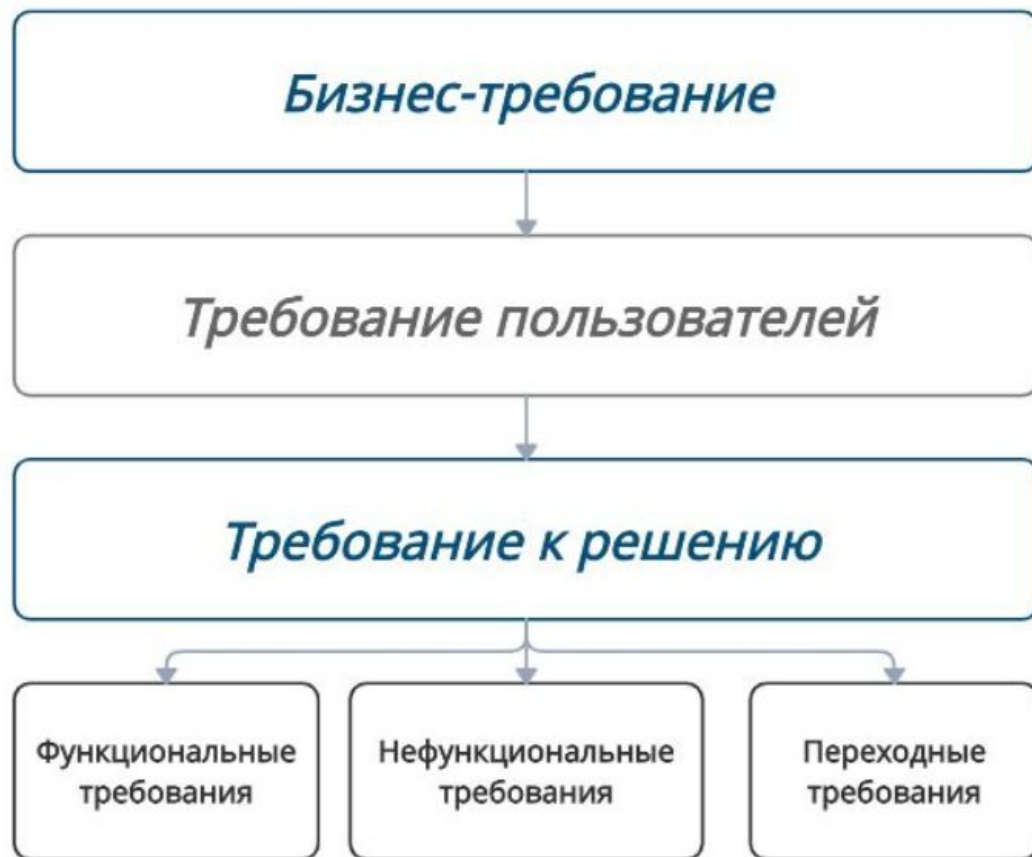 Бизнес-требование
Требование пользователей
Требование к решению
Функциональные
требования
Нефункциональные
требования
Переходные
требования